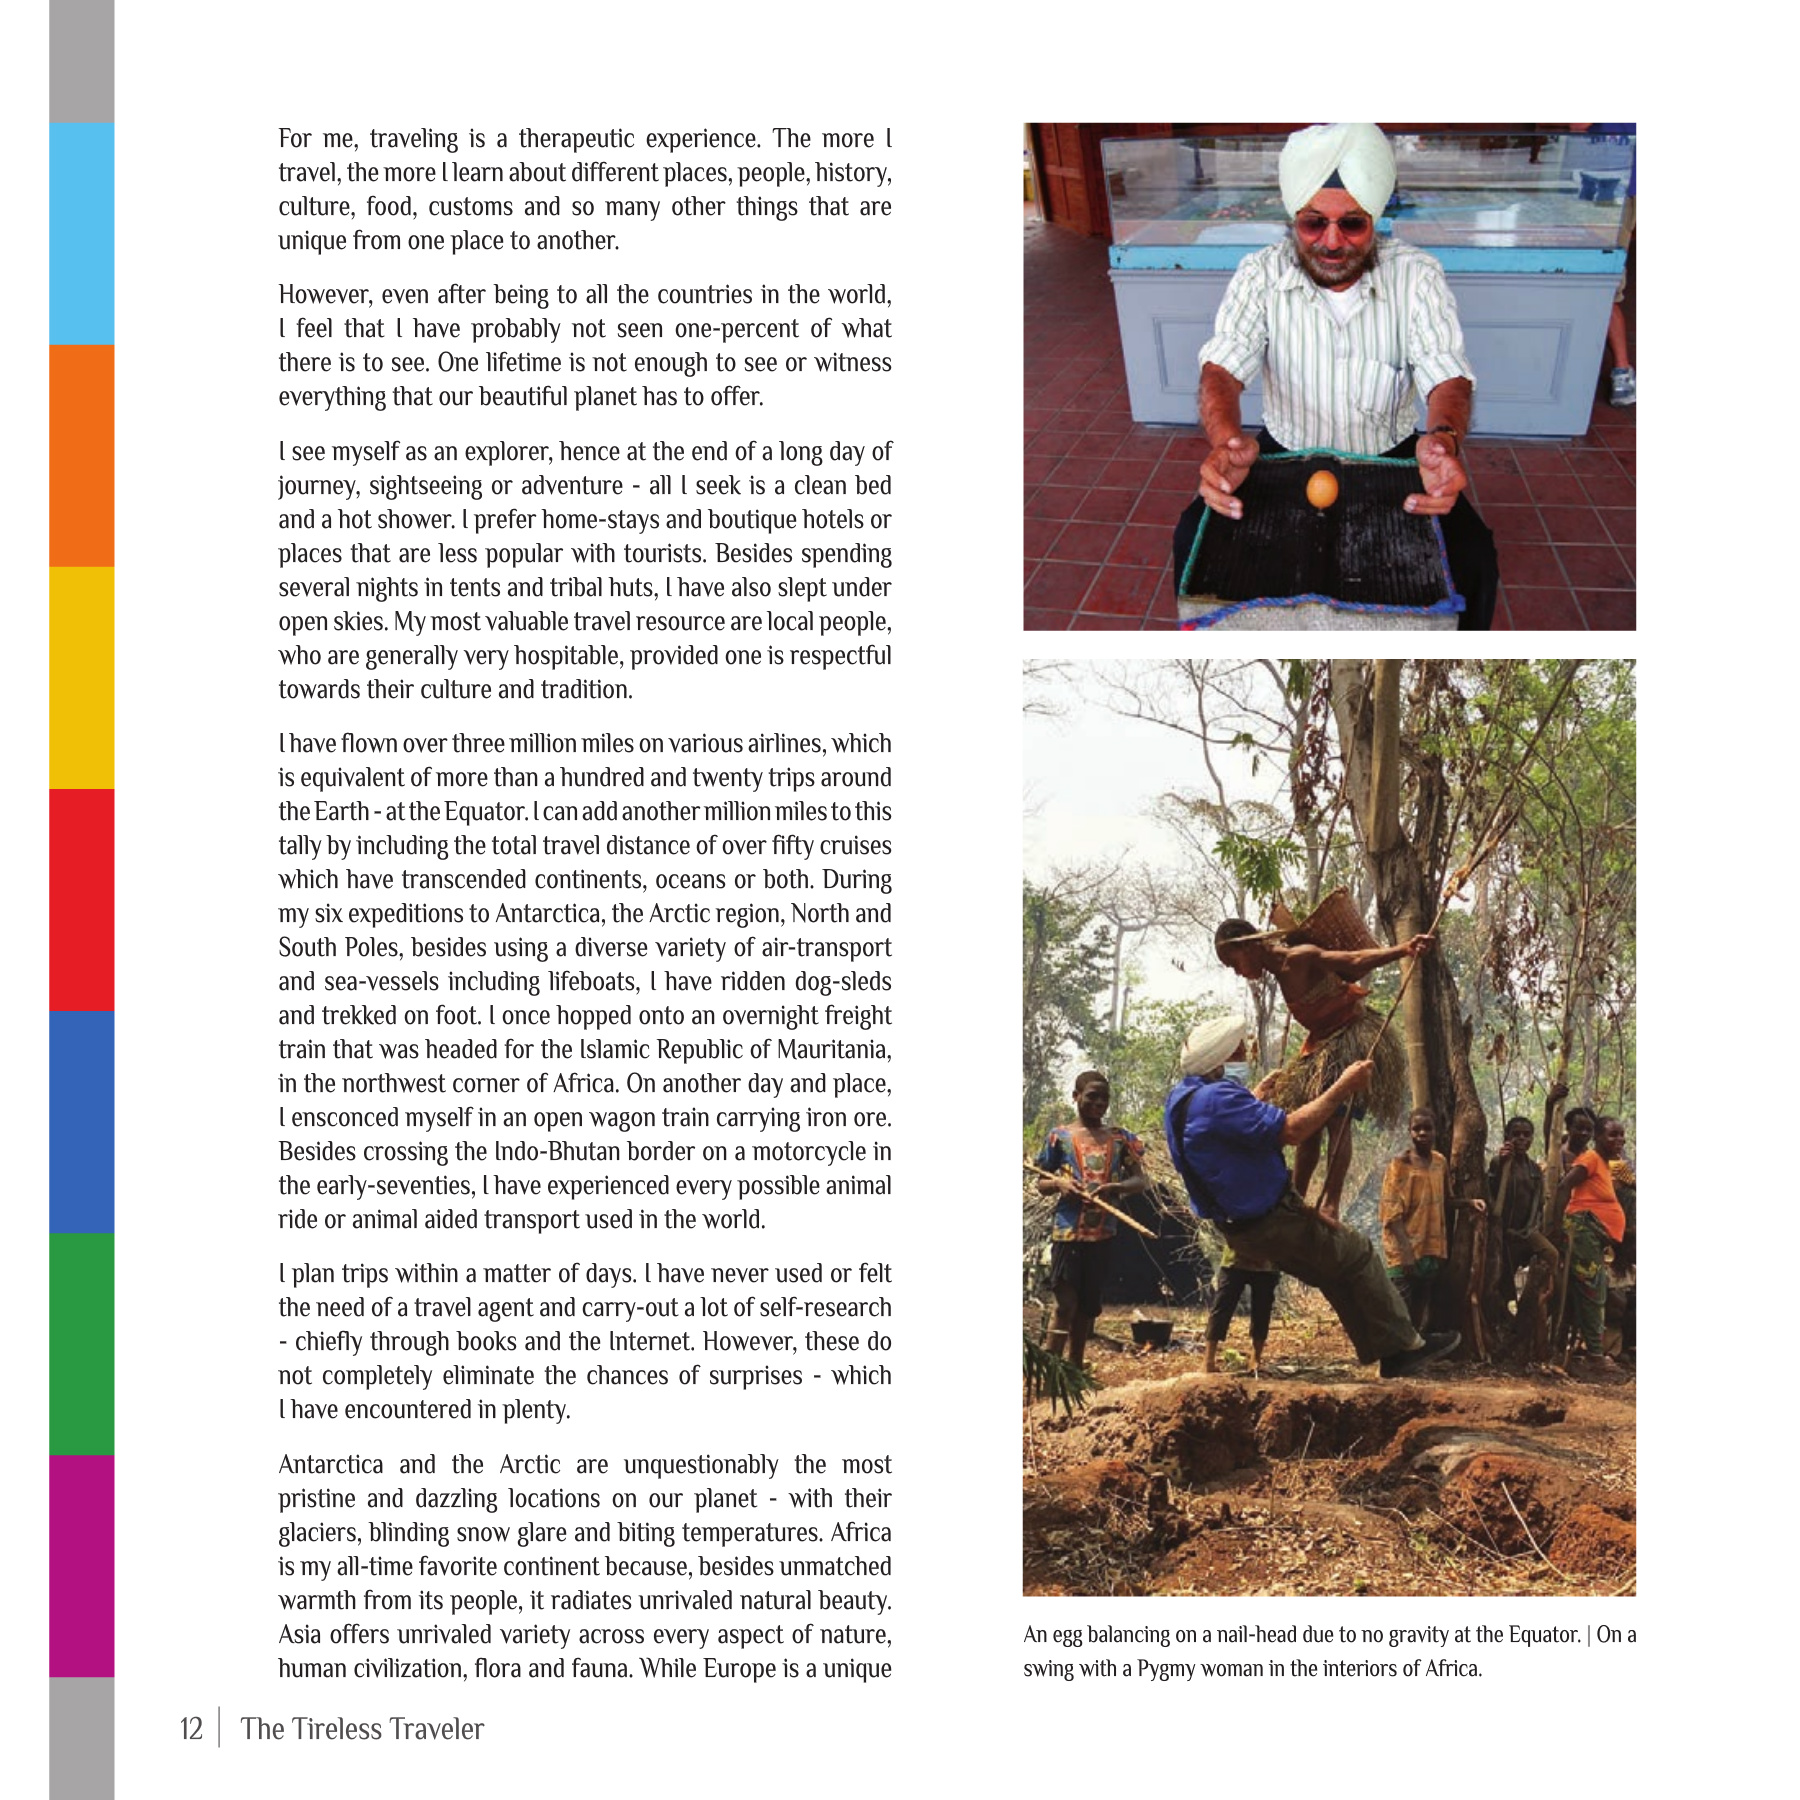 For me, traveling is a therapeutic experience. The more I
travel, the more I learn about different places, people, history,
culture, food, customs and so many other things that are
unique from one place to another.
However, even after being to all the countries in the world,
I feel that I have probably not seen one-percent of what
there is to see. One lifetime is not enough to see or witness
everything that our beautiful planet has to offer.
I see myself as an explorer, hence at the end of a long day of
journey, sightseeing or adventure - all I seek is a clean bed
and a hot shower. I prefer home-stays and boutique hotels or
places that are less popular with tourists. Besides spending
several nights in tents and tribal huts, I have also slept under
open skies. My most valuable travel resource are local people,
who are generally very hospitable, provided one is respectful
towards their culture and tradition.
I have flown over three million miles on various airlines, which
is equivalent of more than a hundred and twenty trips around
the Earth - at the Equator. I can add another million miles to this
tally by including the total travel distance of over fifty cruises
which have transcended continents, oceans or both. During
my six expeditions to Antarctica, the Arctic region, North and
South Poles, besides using a diverse variety of air-transport
and sea-vessels including lifeboats, I have ridden dog-sleds
and trekked on foot. I once hopped onto an overnight freight
train that was headed for the Islamic Republic of Mauritania,
in the northwest corner of Africa. On another day and place,
I ensconced myself in an open wagon train carrying iron ore.
Besides crossing the Indo-Bhutan border on a motorcycle in
the early-seventies, I have experienced every possible animal
ride or animal aided transport used in the world.
I plan trips within a matter of days. I have never used or felt
the need of a travel agent and carry-out a lot of self-research
- chiefly through books and the Internet. However, these do
not completely eliminate the chances of surprises - which
I have encountered in plenty.
Antarctica and the Arctic are unquestionably the most
pristine and dazzling locations on our planet - with their
glaciers, blinding snow glare and biting temperatures. Africa
is my all-time favorite continent because, besides unmatched
warmth from its people, it radiates unrivaled natural beauty.
Asia offers unrivaled variety across every aspect of nature,
human civilization, flora and fauna. While Europe is a unique
An egg balancing on a nail-head due to no gravity at the Equator. | On a
swing with a Pygmy woman in the interiors of Africa.
12 | The Tireless Traveler